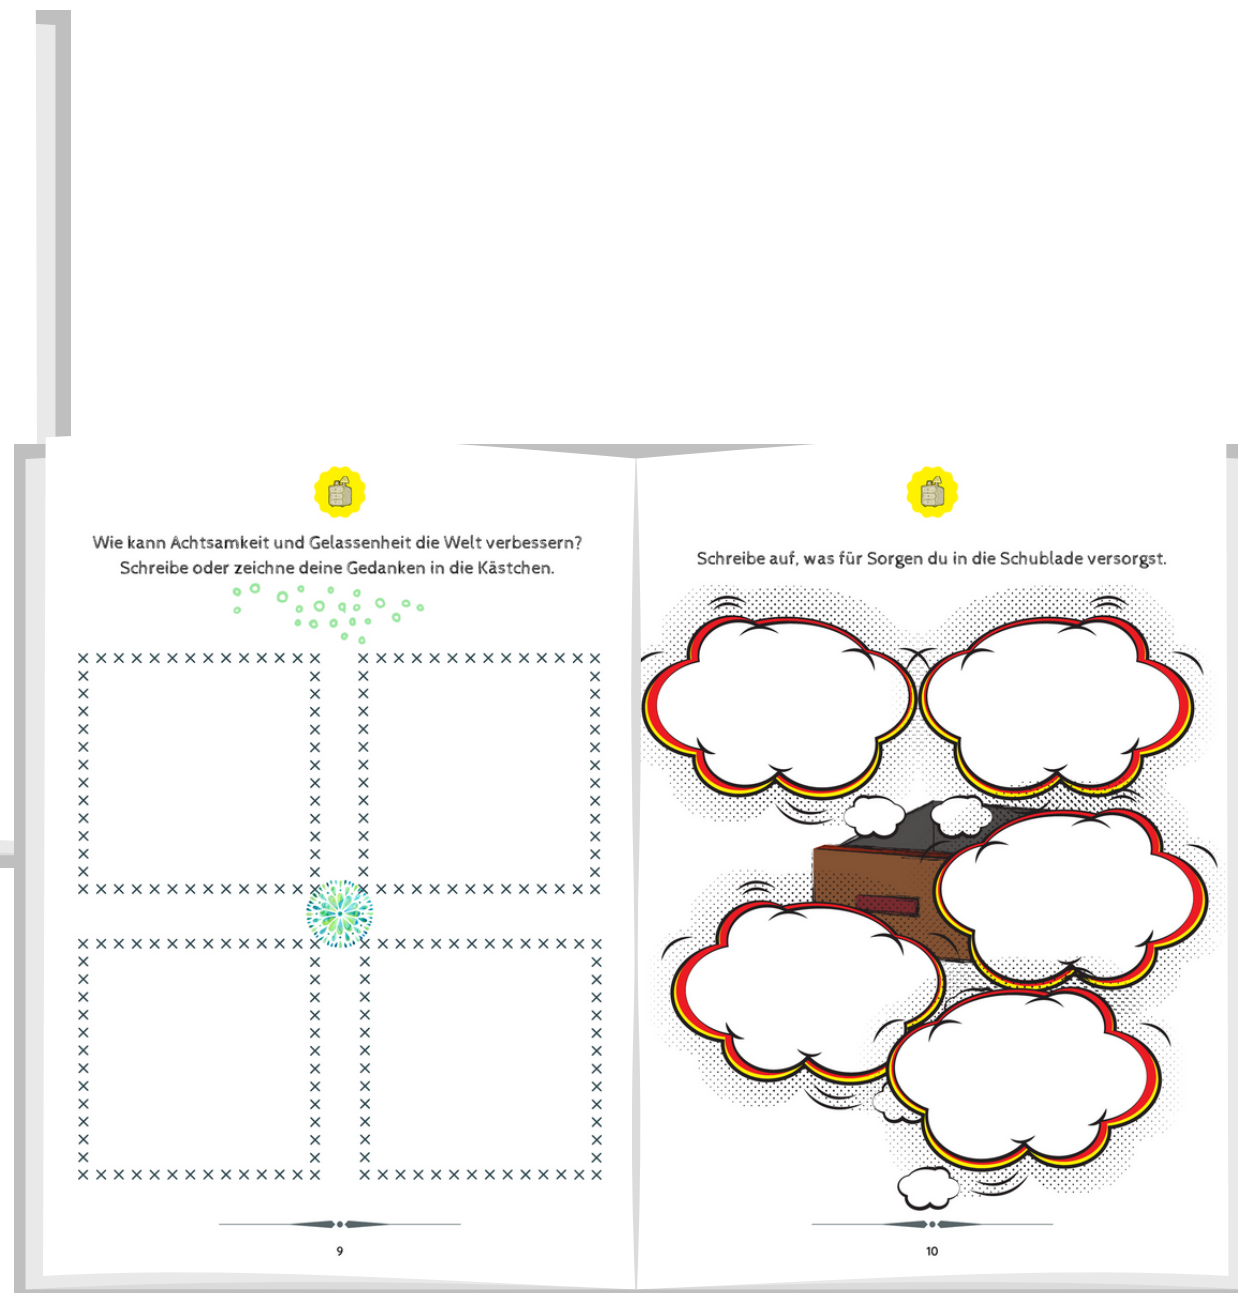 Wie kann Achtsamkeit und Gelassenheit die Welt verbessern?
Schreibe oder zeichne deine Gedanken in die Kästchen.
9
Schreibe auf, was für Sorgen du in die Schublade versorgst.
10